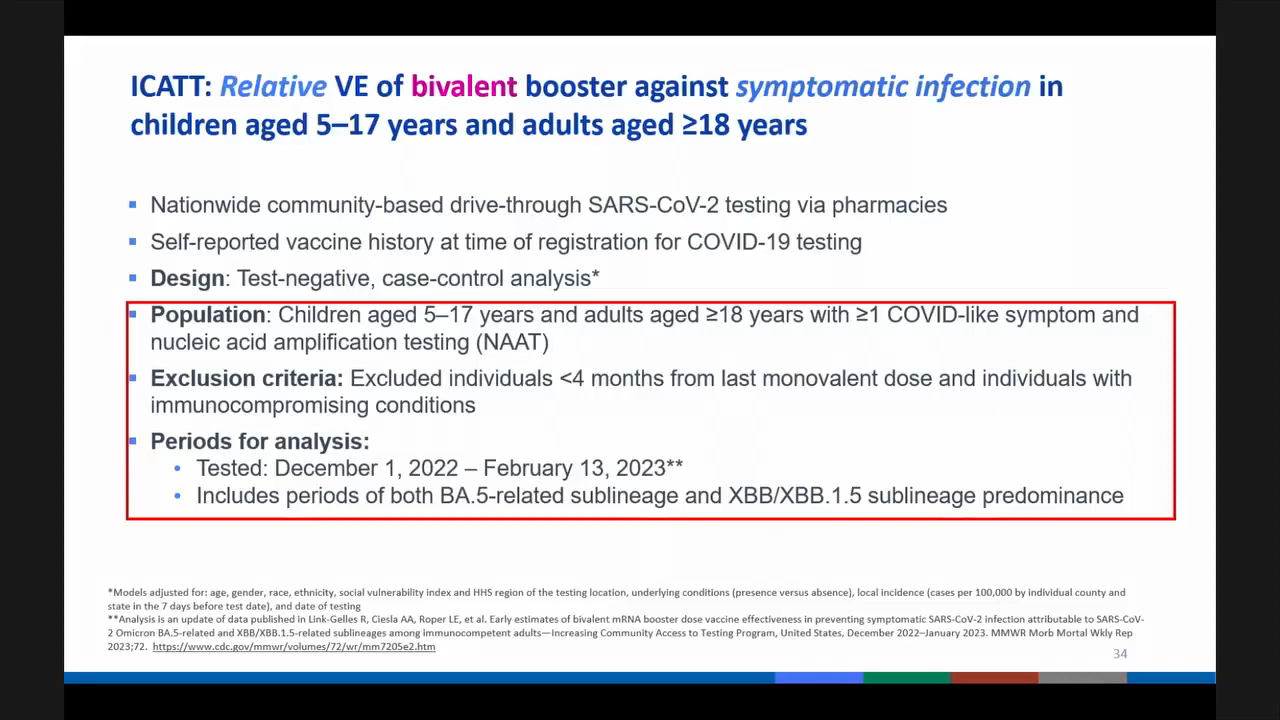 ICATT: Relative VE of bivalent booster against symptomatic infection in
children aged 5–17 years and adults aged ≥18 years
▪ Nationwide community-based drive-through SARS-CoV-2 testing via pharmacies
▪ Self-reported vaccine history at time of registration for COVID-19 testing
▪ Design: Test-negative, case-control analysis*
▪ Population: Children aged 5–17 years and adults aged ≥18 years with ≥1 COVID-like symptom and
nucleic acid amplification testing (NAAT)
▪ Exclusion criteria: Excluded individuals <4 months from last monovalent dose and individuals with
immunocompromising conditions
▪ Periods for analysis:
• Tested: December 1, 2022 – February 13, 2023**
• Includes periods of both BA.5-related sublineage and XBB/XBB.1.5 sublineage predominance
*Models adjusted for: age, gender, race, ethnicity, social vulnerability index and HHS region of the testing location, underlying conditions (presence versus absence), local incidence (cases per 100,000 by individual county and
state in the 7 days before test date), and date of testing
**Analysis is an update of data published in Link-Gelles R, Ciesla AA, Roper LE, et al. Early estimates of bivalent mRNA booster dose vaccine effectiveness in preventing symptomatic SARS-CoV-2 infection attributable to SARS-CoV-
2 Omicron BA.5-related and XBB/XBB.1.5-related sublineages among immunocompetent adults—Increasing Community Access to Testing Program, United States, December 2022–January 2023. MMWR Morb Mortal Wkly Rep
2023;72. https://www.cdc.gov/mmwr/volumes/72/wr/mm7205e2.htm
34